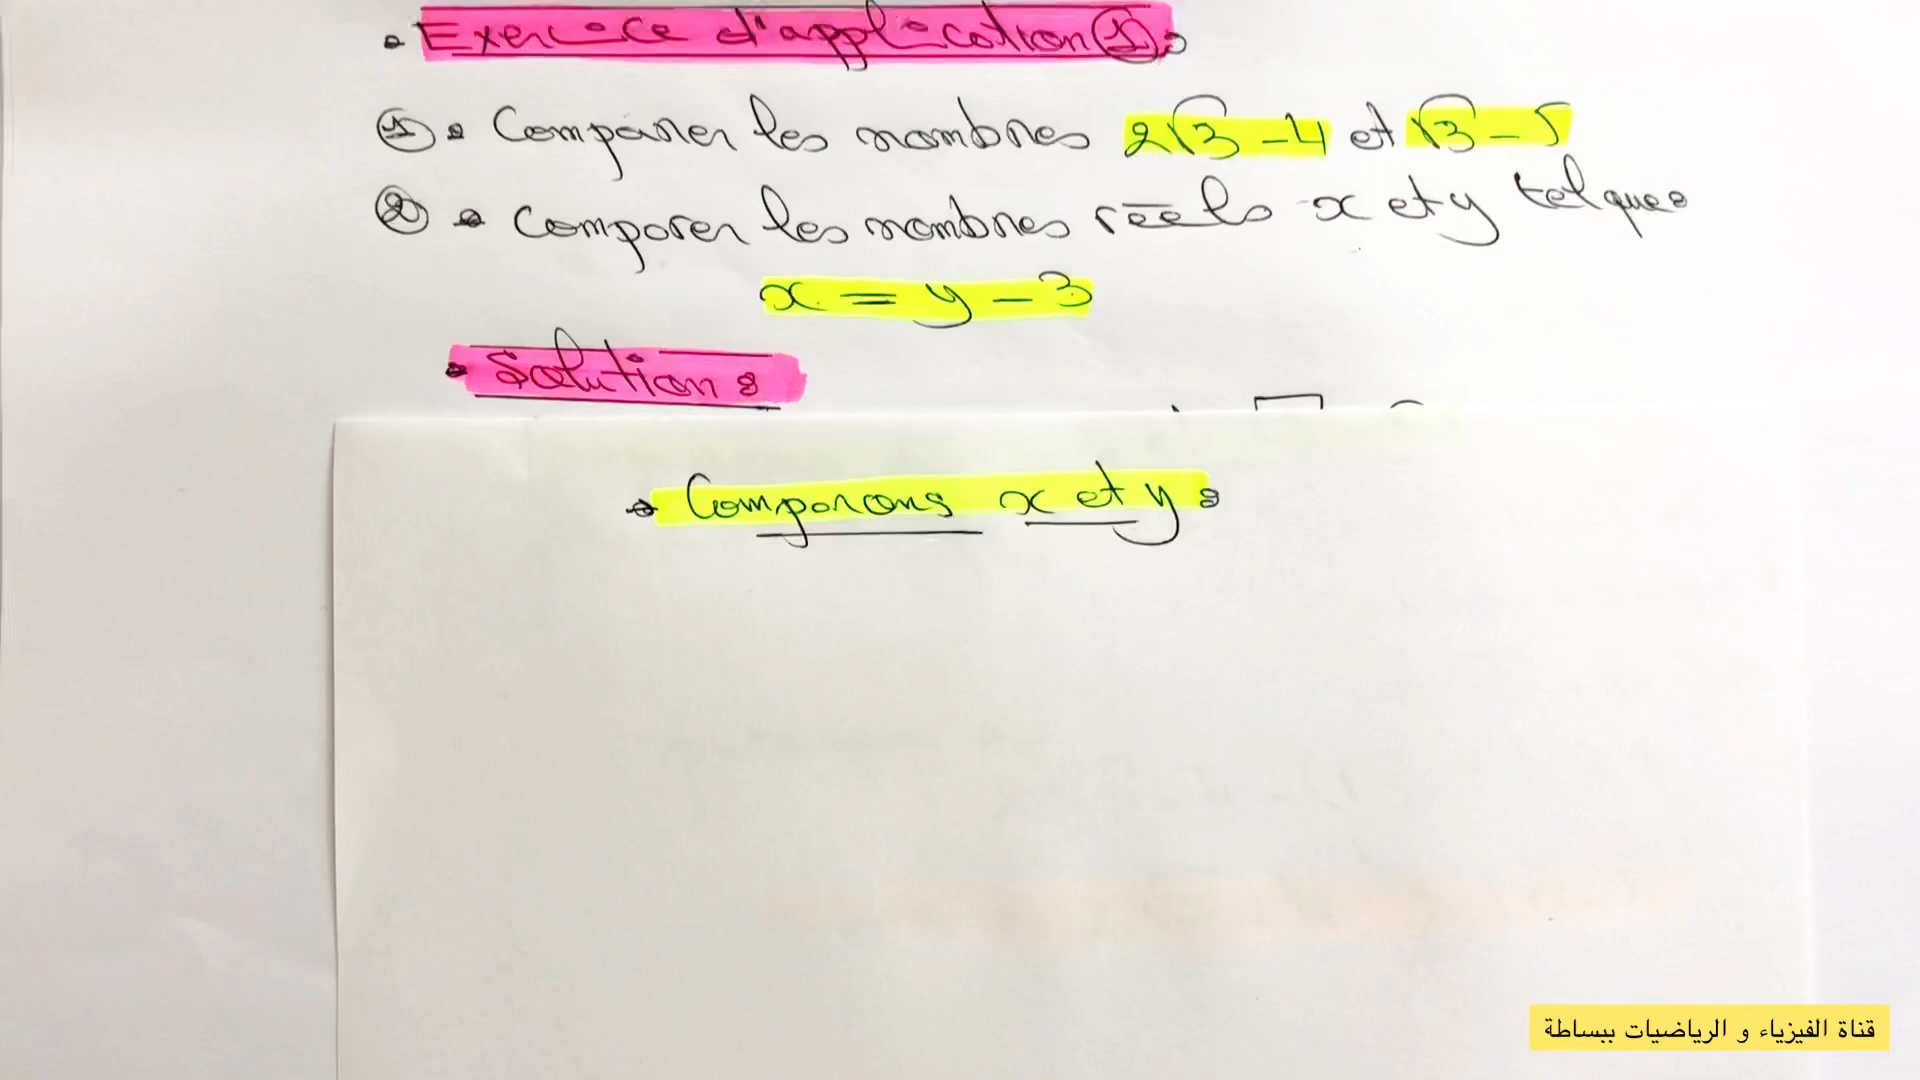 • Exercice d'application ① :
① • Comparer les nombres 2√3 - 4 et √3 - 5
② • Comparer les nombres réels x et y tel que :
x = y - 3
• Solution :
→ Comparons x et y :
قناة الفيزياء و الرياضيات ببساطة